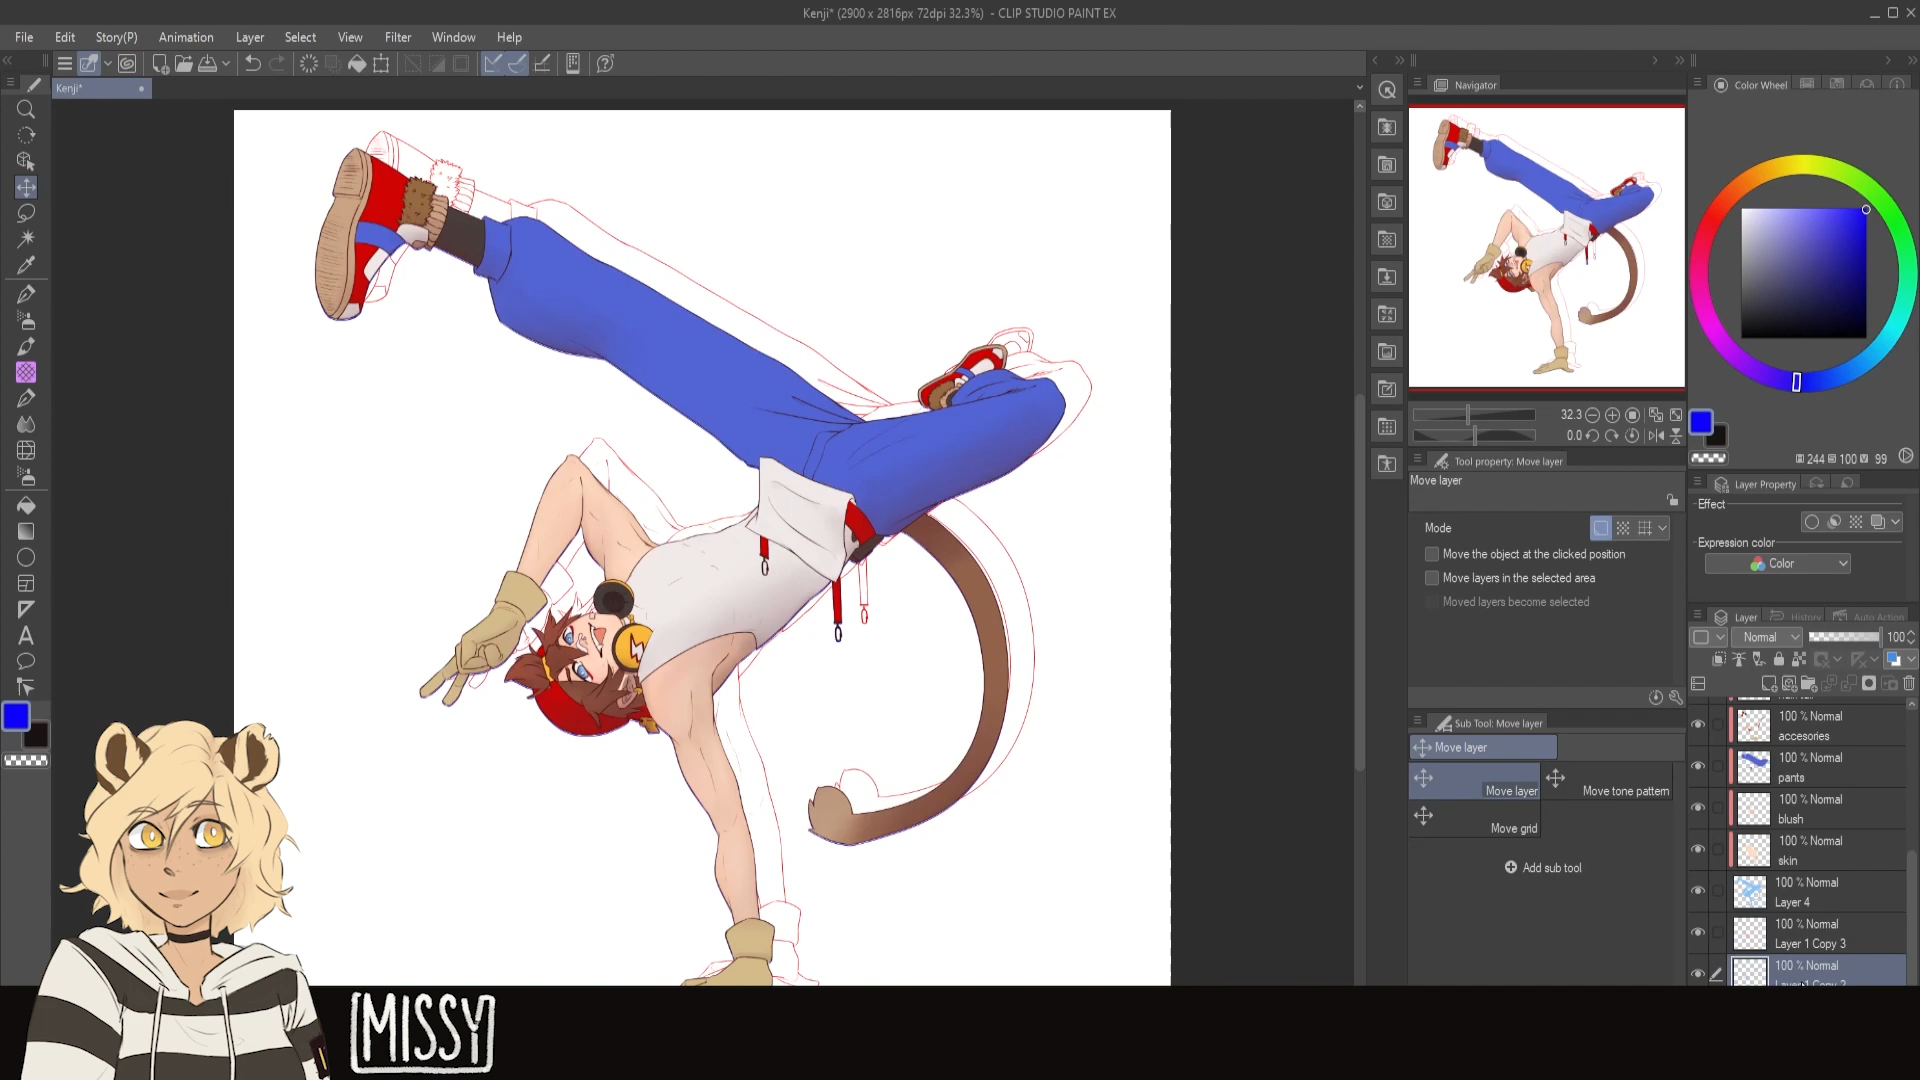 Kenji* (2900 x 2816px 72dpi 32.3%) - CLIP STUDIO PAINT EX
File Edit Story(P) Animation Layer Select View Filter Window Help
Kenji*
Navigator
Color Wheel
32.3
0.0
244 100 99
Tool property: Move layer
Move layer
Mode
Move the object at the clicked position
Move layers in the selected area
Moved layers become selected
Layer Property
Effect
Expression color
Color
Layer History Auto Action
Normal 100
Sub Tool: Move layer
Move layer
Move layer
Move tone pattern
Move grid
Add sub tool
100 % Normal
accesories
100 % Normal
pants
100 % Normal
blush
100 % Normal
skin
100 % Normal
Layer 4
100 % Normal
Layer 1 Copy 3
100 % Normal
Layer 1 Copy 2
MISSY